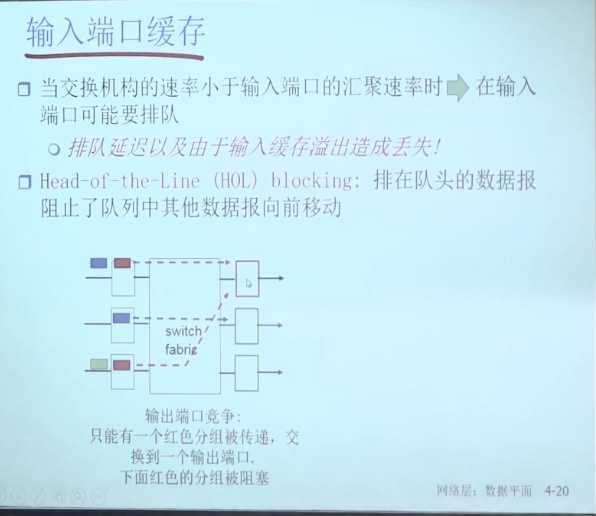 输入端口缓存
当交换机构的速率小于输入端口的汇聚速率时 在输入
端口可能要排队
排队延迟以及由于输入缓存溢出造成丢失!
Head-of-the-Line (HOL) blocking: 排在队头的数据报
阻止了队列中其他数据报向前移动
switch
fabric
输出端口竞争:
只能有一个红色分组被传递，交
换到一个输出端口.
下面红色的分组被阻塞
网络层: 数据平面 4-20